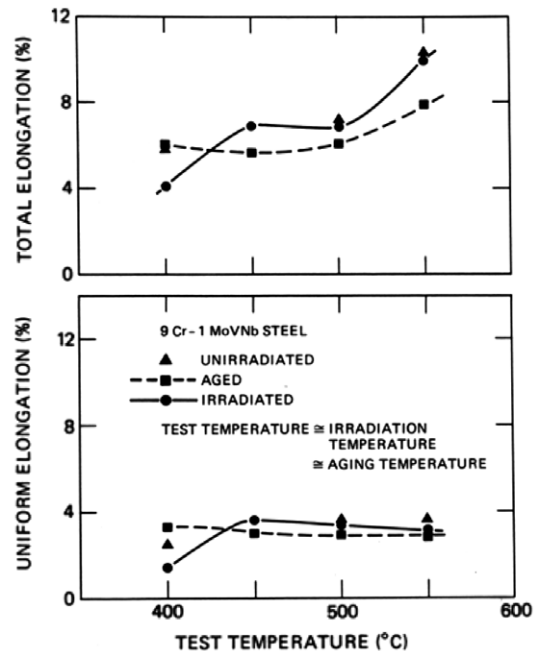 TOTAL ELONGATION (%)
12
8
4
0
UNIFORM ELONGATION (%)
12
8
4
0
9 Cr-1 MoVNb STEEL
UNIRRADIATED
AGED
IRRADIATED
TEST TEMPERATURE ≅ IRRADIATION
TEMPERATURE
≅ AGING TEMPERATURE
400 500 600
TEST TEMPERATURE (°C)